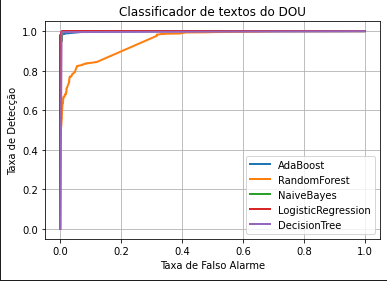 Classificador de textos do DOU
Taxa de Detecção
1.0
0.8
0.6
0.4
0.2
0.0
AdaBoost
RandomForest
NaiveBayes
LogisticRegression
DecisionTree
0.0 0.2 0.4 0.6 0.8 1.0
Taxa de Falso Alarme